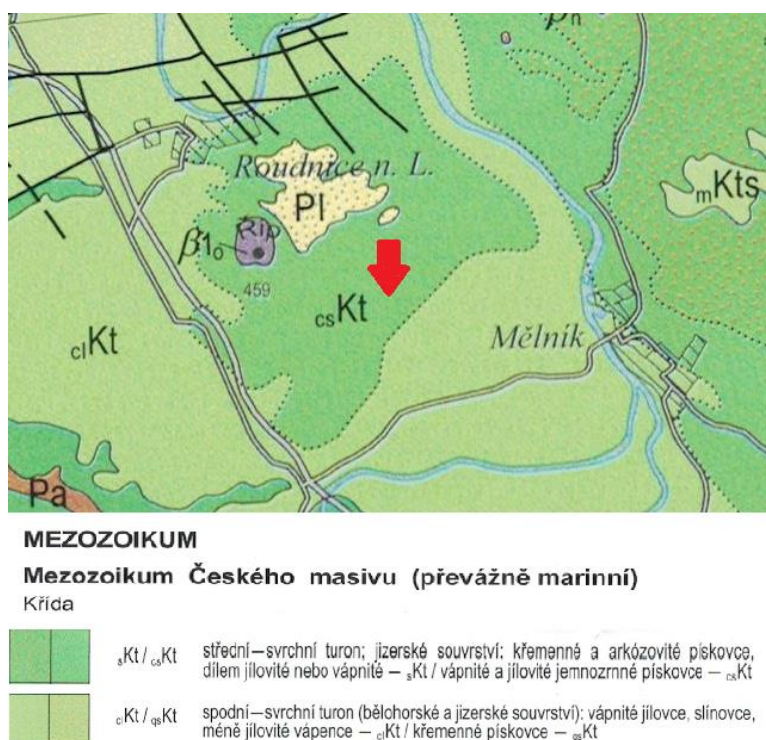 βn
Roudnice n. L.
mKts
Pl
Říp
β1o
459
csKt
clKt
Mělník
Pa
MEZOZOIKUM
Mezozoikum Českého masivu (převážně marinní)
Křída
sKt / csKt střední–svrchní turon; jizerské souvrství: křemenné a arkózovité pískovce,
dílem jílovité nebo vápnité – sKt / vápnité a jílovité jemnozrnné pískovce – csKt
clKt / qsKt spodní–svrchní turon (bělohorské a jizerské souvrství): vápnité jílovce, slínovce,
méně jílovité vápence – clKt / křemenné pískovce – qsKt